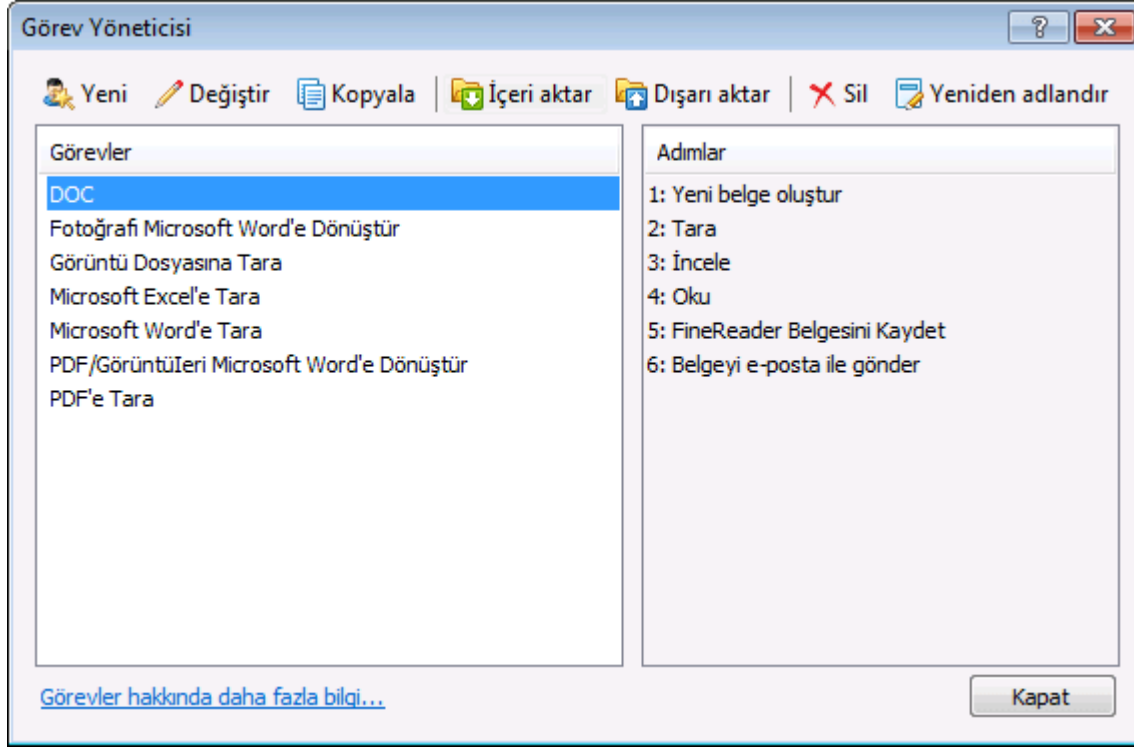 Görev Yöneticisi
Yeni Değiştir Kopyala İçeri aktar Dışarı aktar Sil Yeniden adlandır
Görevler
DOC
Fotoğrafı Microsoft Word'e Dönüştür
Görüntü Dosyasına Tara
Microsoft Excel'e Tara
Microsoft Word'e Tara
PDF/Görüntüleri Microsoft Word'e Dönüştür
PDF'e Tara
Adımlar
1: Yeni belge oluştur
2: Tara
3: İncele
4: Oku
5: FineReader Belgesini Kaydet
6: Belgeyi e-posta ile gönder
Görevler hakkında daha fazla bilgi...
Kapat